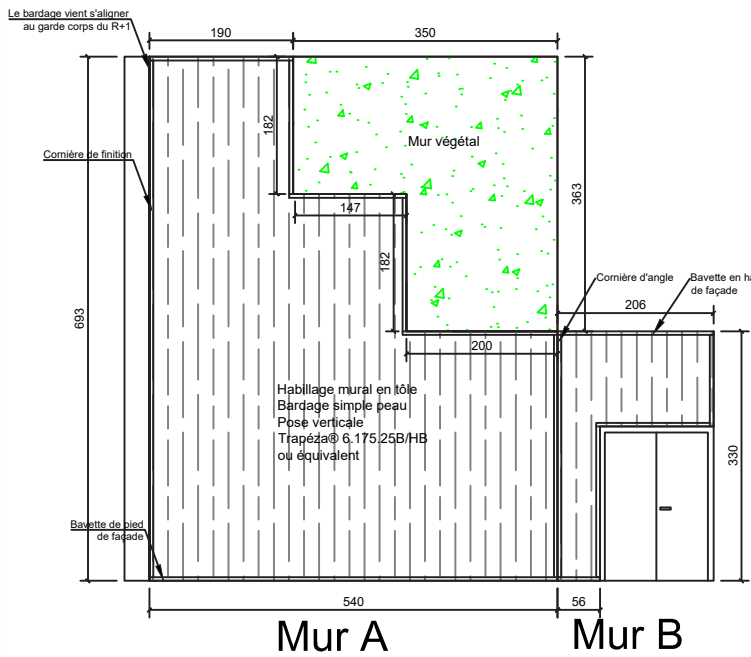 Le bardage vient s'aligner
au garde corps du R+1
190
350
182
Mur végétal
363
Cornière de finition
147
182
693
Cornière d'angle
Bavette en ha
de façade
206
200
Habillage mural en tôle
Bardage simple peau
Pose verticale
Trapéza® 6.175.25B/HB
ou équivalent
330
Bavette de pied
de façade
540
56
Mur A
Mur B